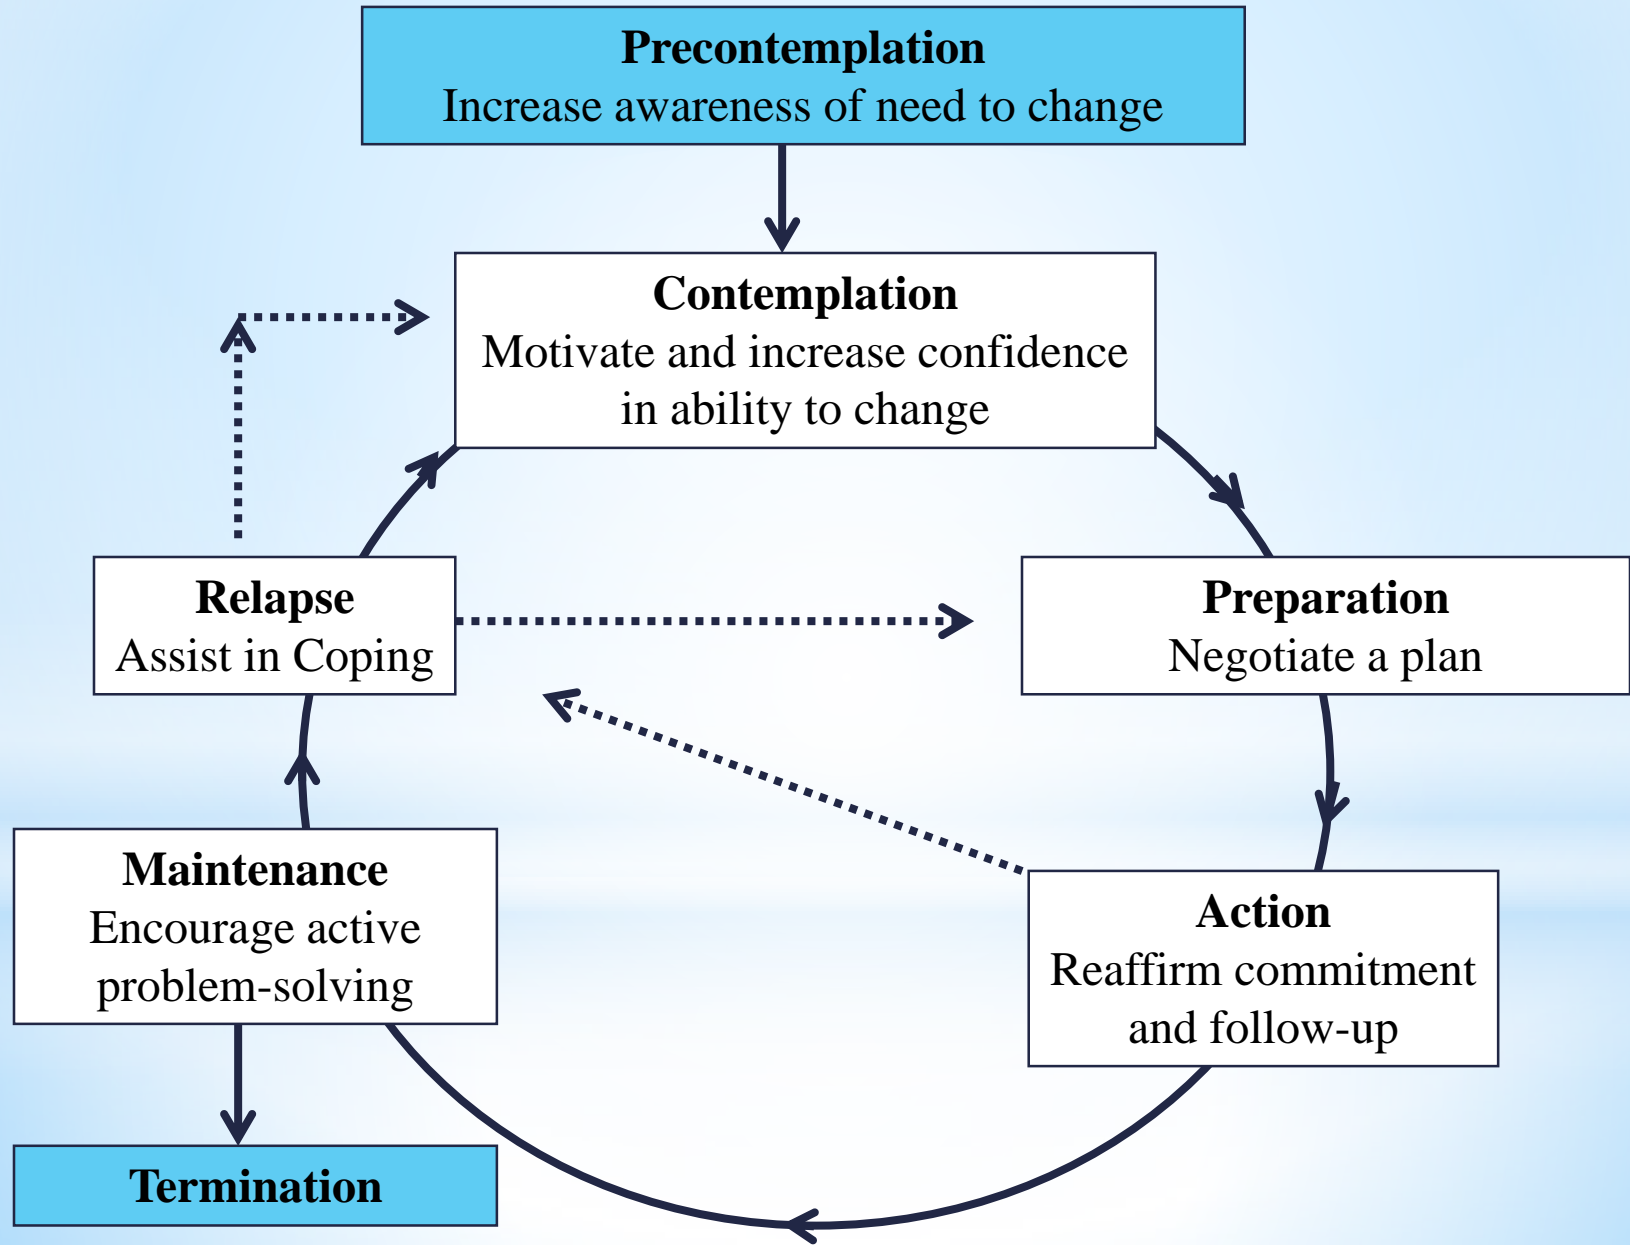 Precontemplation
Increase awareness of need to change
Contemplation
Motivate and increase confidence
in ability to change
Relapse
Assist in Coping
Preparation
Negotiate a plan
Maintenance
Encourage active
problem-solving
Action
Reaffirm commitment
and follow-up
Termination